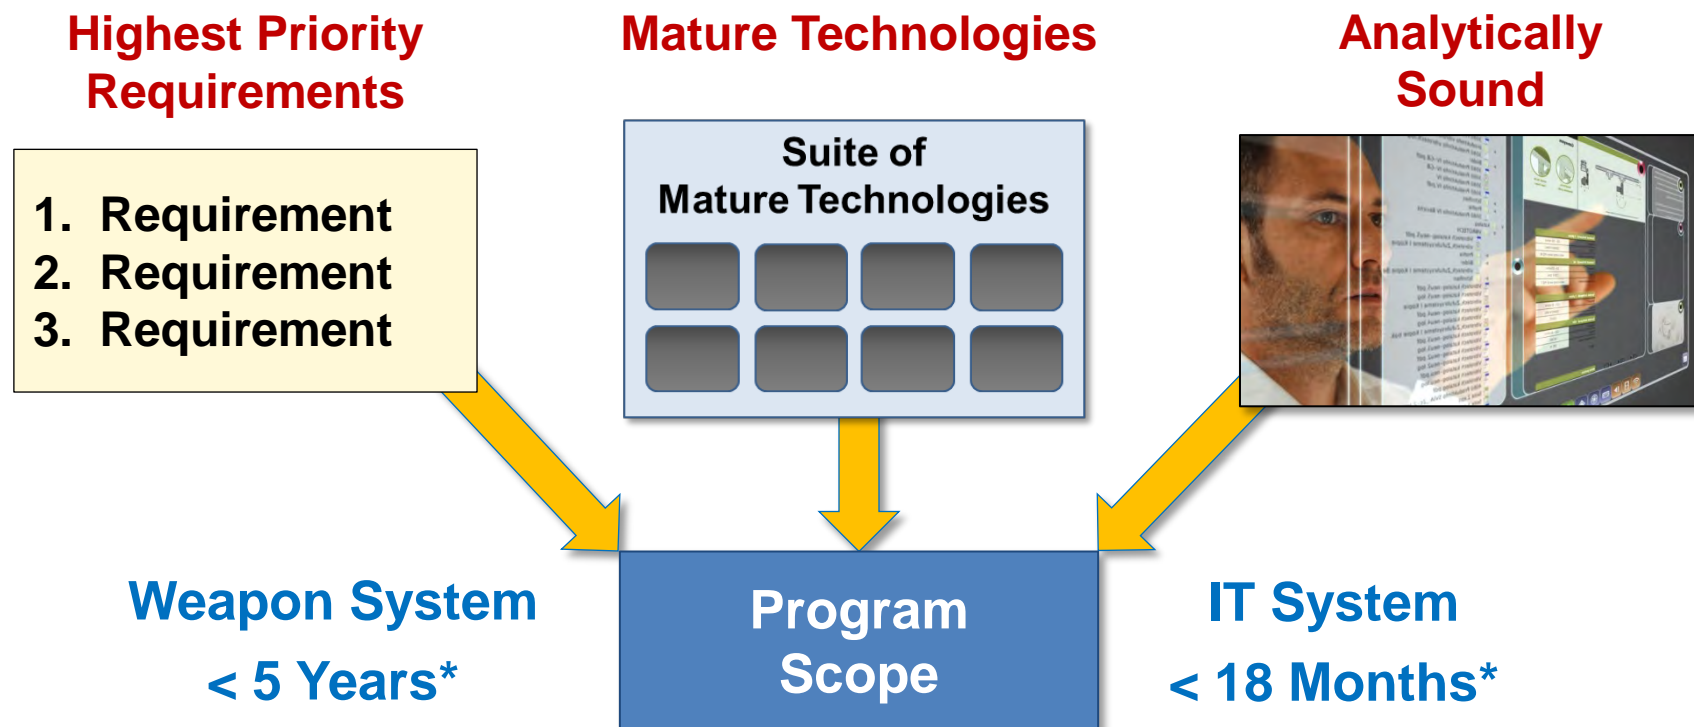 Highest Priority
Requirements
Mature Technologies
Analytically
Sound
1. Requirement
2. Requirement
3. Requirement
Suite of
Mature Technologies
Weapon System
< 5 Years*
Program
Scope
IT System
< 18 Months*